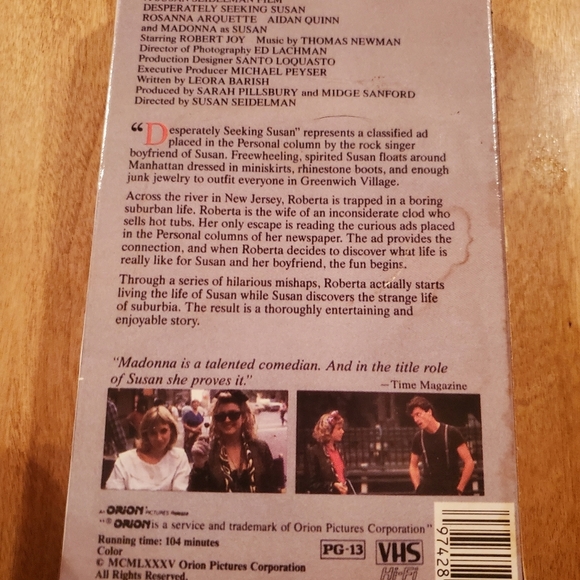 A SUSAN SEIDELMAN FILM
DESPERATELY SEEKING SUSAN
ROSANNA ARQUETTE AIDAN QUINN
and MADONNA as SUSAN
Starring ROBERT JOY Music by THOMAS NEWMAN
Director of Photography ED LACHMAN
Production Designer SANTO LOQUASTO
Executive Producer MICHAEL PEYSER
Written by LEORA BARISH
Produced by SARAH PILLSBURY and MIDGE SANFORD
Directed by SUSAN SEIDELMAN
“Desperately Seeking Susan" represents a classified ad
placed in the Personal column by the rock singer
boyfriend of Susan. Freewheeling, spirited Susan floats around
Manhattan dressed in miniskirts, rhinestone boots, and enough
junk jewelry to outfit everyone in Greenwich Village.
Across the river in New Jersey, Roberta is trapped in a boring
suburban life. Roberta is the wife of an inconsiderate clod who
sells hot tubs. Her only escape is reading the curious ads placed
in the Personal columns of her newspaper. The ad provides the
connection, and when Roberta decides to discover what life is
really like for Susan and her boyfriend, the fun begins.
Through a series of hilarious mishaps, Roberta actually starts
living the life of Susan while Susan discovers the strange life
of suburbia. The result is a thoroughly entertaining and
enjoyable story.
"Madonna is a talented comedian. And in the title role
of Susan she proves it."
—Time Magazine
An ORION PICTURES Release
"® ORION is a service and trademark of Orion Pictures Corporation"
Running time: 104 minutes
Color
© MCMLXXXV Orion Pictures Corporation
All Rights Reserved.
PG-13
VHS
Hi-Fi
97428